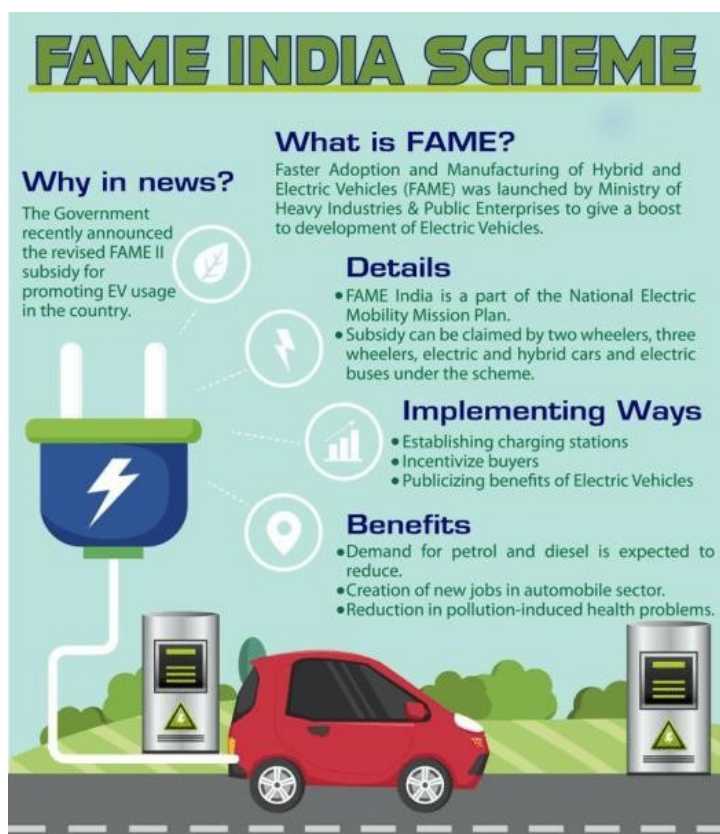 FAME INDIA SCHEME
Why in news?
The Government
recently announced
the revised FAME II
subsidy for
promoting EV usage
in the country.
What is FAME?
Faster Adoption and Manufacturing of Hybrid and
Electric Vehicles (FAME) was launched by Ministry of
Heavy Industries & Public Enterprises to give a boost
to development of Electric Vehicles.
Details
• FAME India is a part of the National Electric
Mobility Mission Plan.
• Subsidy can be claimed by two wheelers, three
wheelers, electric and hybrid cars and electric
buses under the scheme.
Implementing Ways
• Establishing charging stations
• Incentivize buyers
• Publicizing benefits of Electric Vehicles
Benefits
• Demand for petrol and diesel is expected to
reduce.
• Creation of new jobs in automobile sector.
• Reduction in pollution-induced health problems.